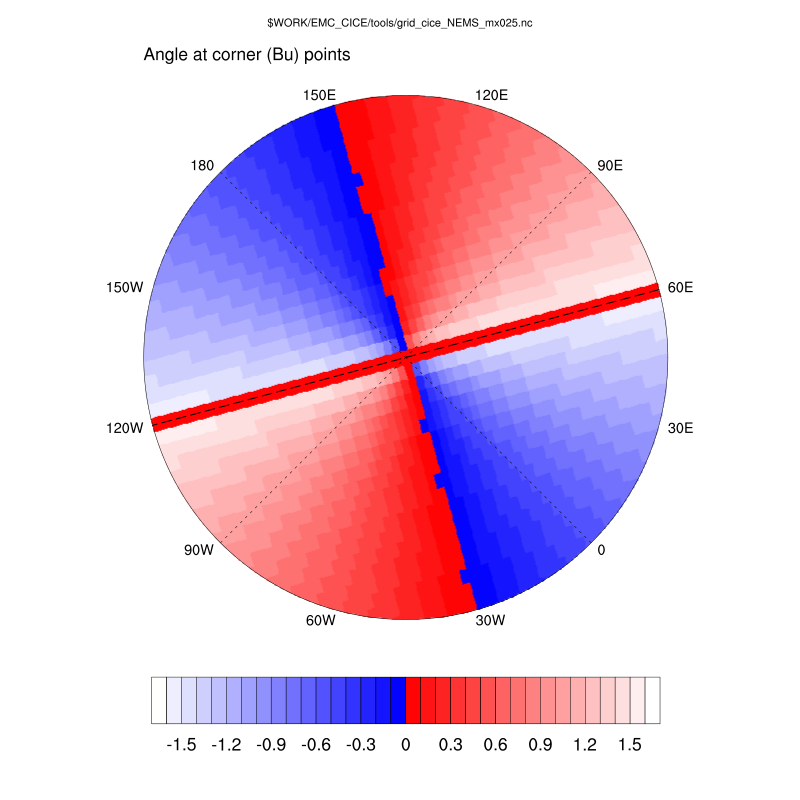 $WORK/EMC_CICE/tools/grid_cice_NEMS_mx025.nc
Angle at corner (Bu) points
150E 120E
180 90E
150W 60E
120W 30E
90W 0
60W 30W
-1.5 -1.2 -0.9 -0.6 -0.3 0 0.3 0.6 0.9 1.2 1.5